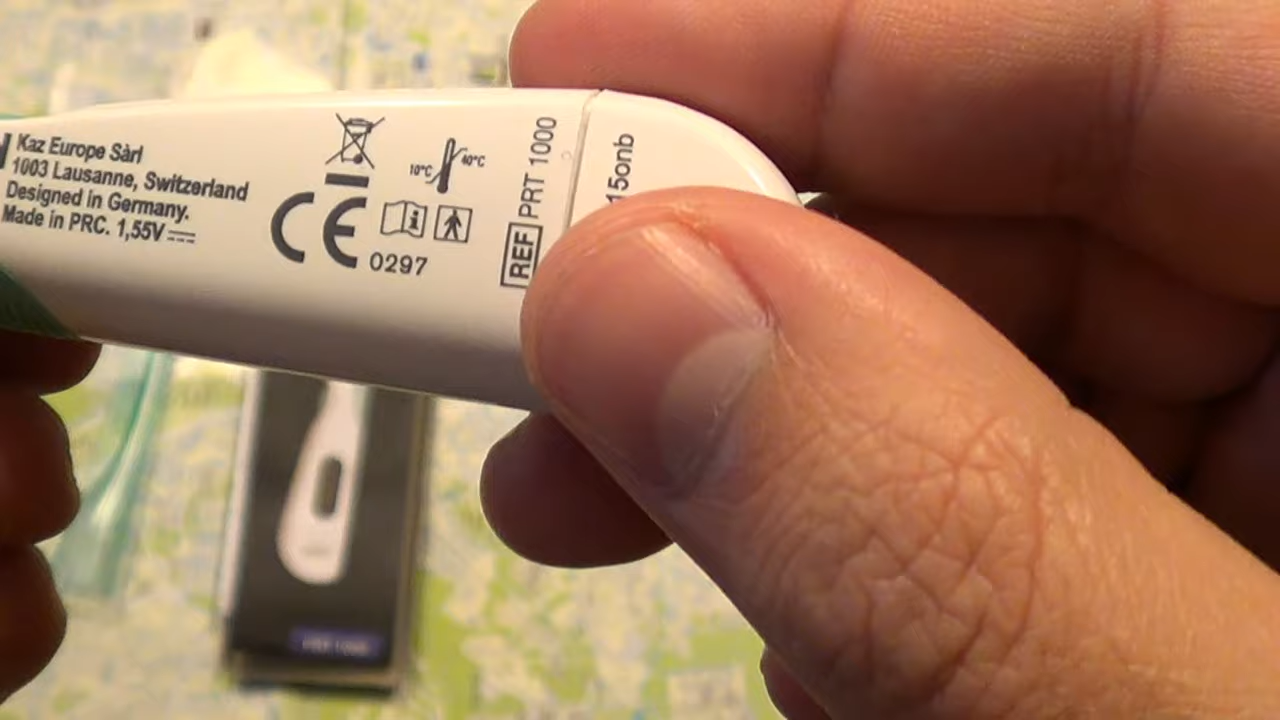 Kaz Europe Sàrl
1003 Lausanne, Switzerland
Designed in Germany.
Made in PRC. 1,55V
10°C
40°C
CE
0297
REF PRT 1000
15onb